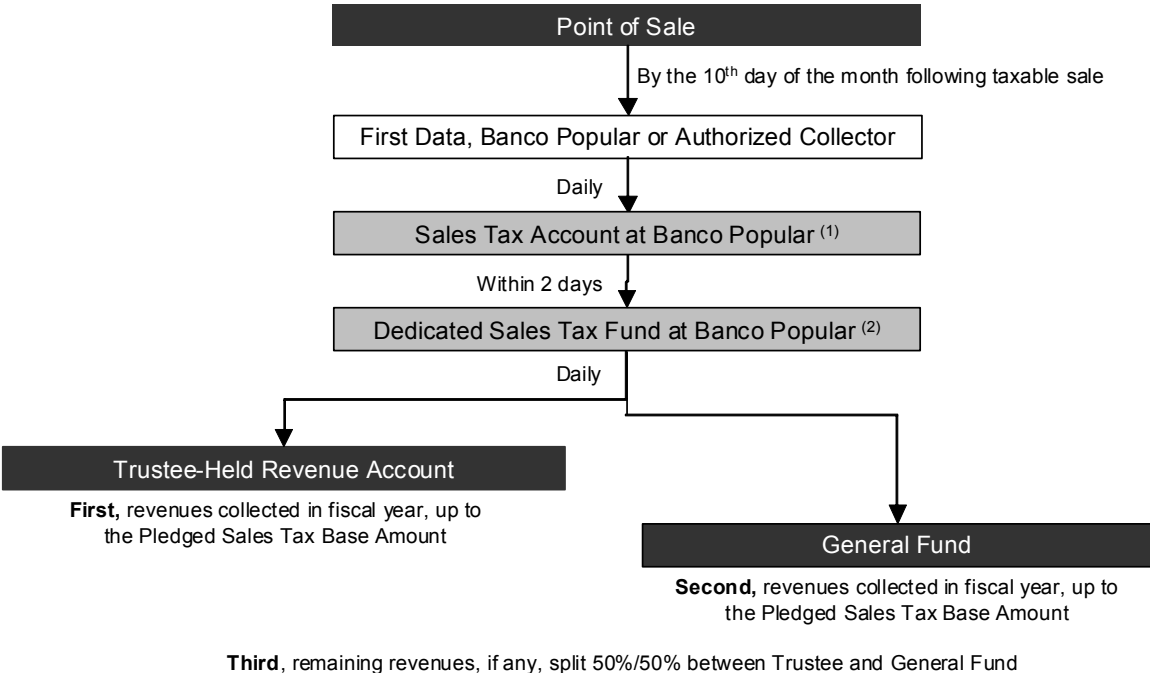 Point of Sale
By the 10th day of the month following taxable sale
First Data, Banco Popular or Authorized Collector
Daily
Sales Tax Account at Banco Popular (1)
Within 2 days
Dedicated Sales Tax Fund at Banco Popular (2)
Daily
Trustee-Held Revenue Account
First, revenues collected in fiscal year, up to
the Pledged Sales Tax Base Amount
General Fund
Second, revenues collected in fiscal year, up to
the Pledged Sales Tax Base Amount
Third, remaining revenues, if any, split 50%/50% between Trustee and General Fund